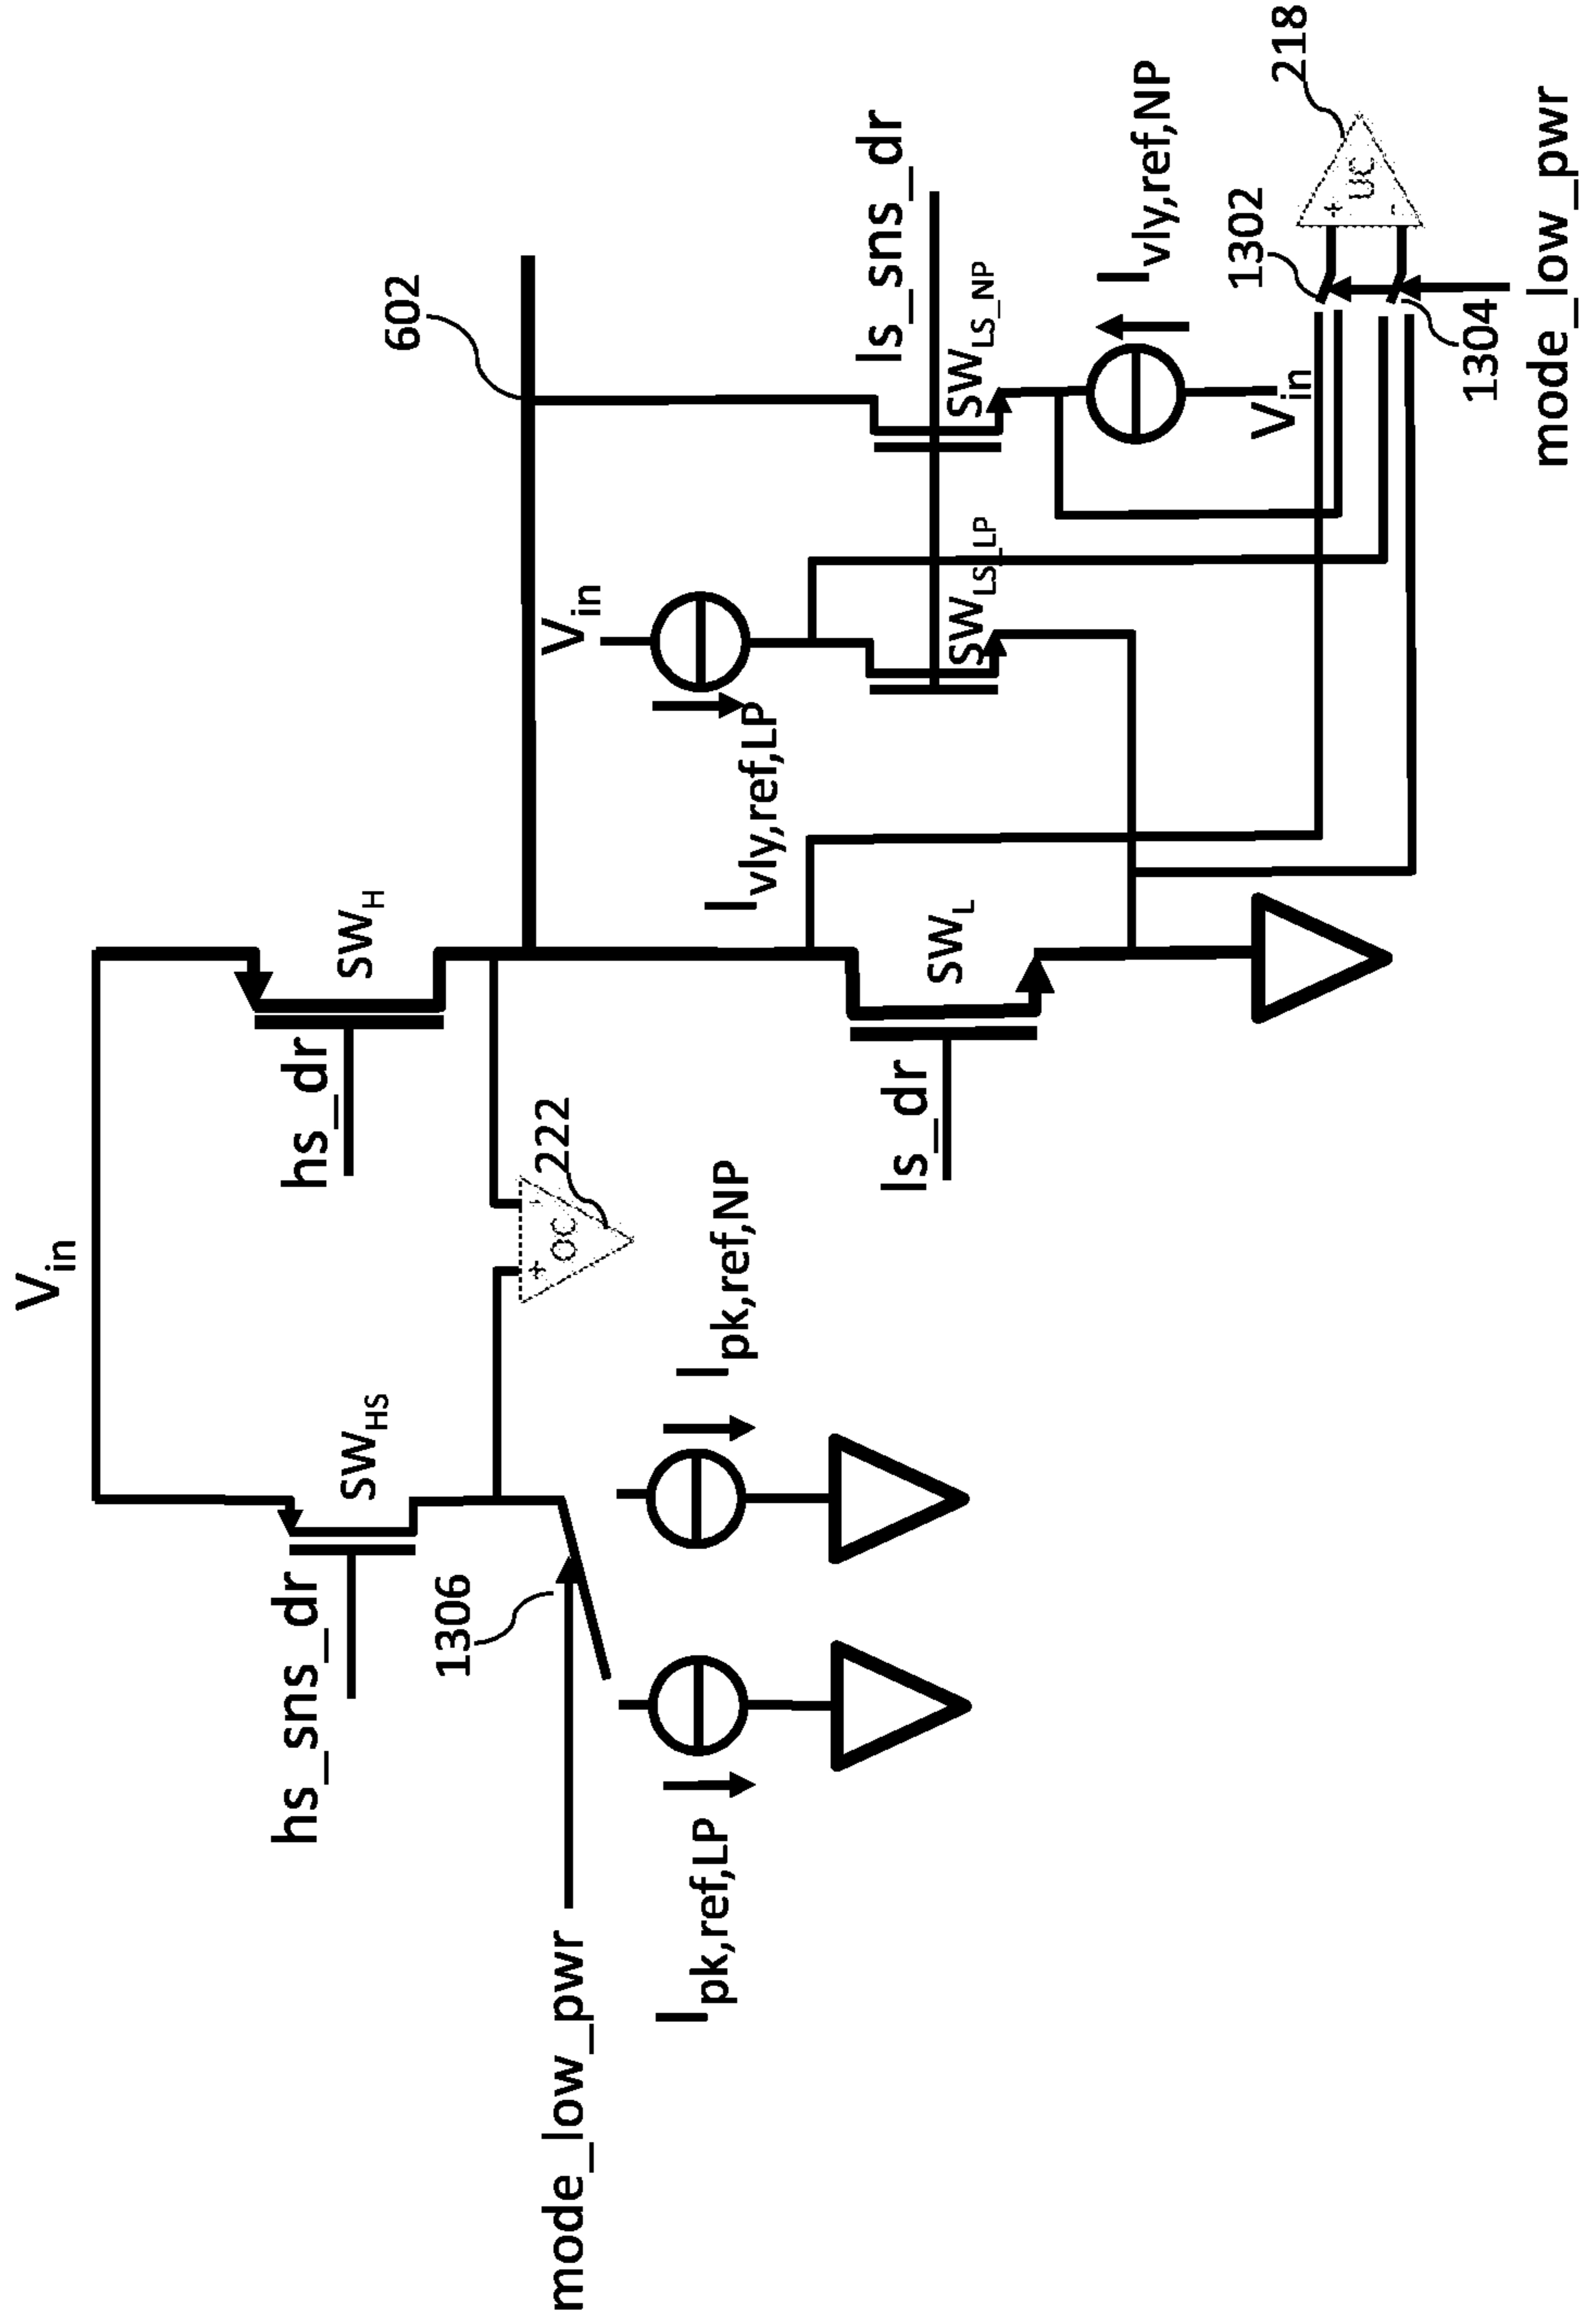 V_in
hs_sns_dr
SW_HS
hs_dr
SW_H
602
1306
mode_low_pwr
+ OC -
222
V_in
I_pk,ref,LP
I_pk,ref,NP
I_vly,ref,LP
ls_dr
SW_L
ls_sns_dr
SW_LS_LP
SW_LS_NP
I_vly,ref,NP
V_in
1302
218
+ UC -
1304
mode_low_pwr